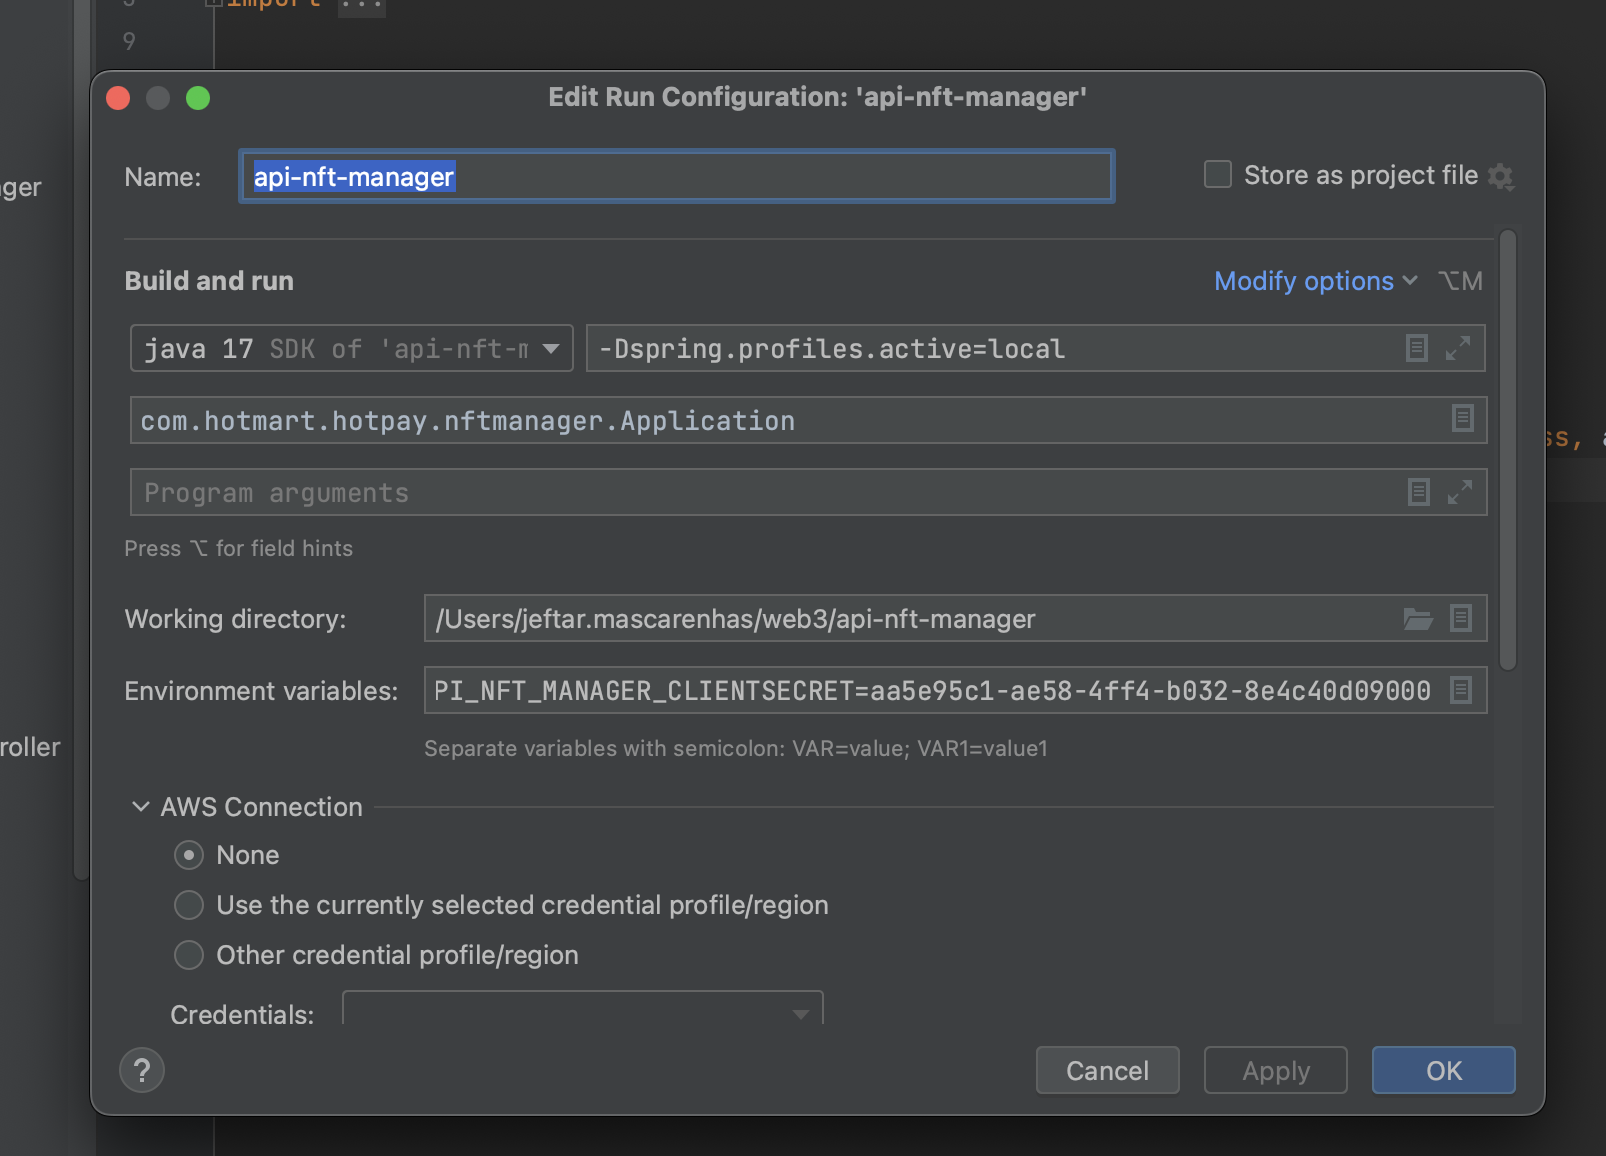 import ...
9
Edit Run Configuration: 'api-nft-manager'
Name: api-nft-manager
Store as project file
ger
Build and run
Modify options ⌥M
java 17 SDK of 'api-nft-m
-Dspring.profiles.active=local
com.hotmart.hotpay.nftmanager.Application
ss, a
Program arguments
Press ⌥ for field hints
Working directory: /Users/jeftar.mascarenhas/web3/api-nft-manager
Environment variables: PI_NFT_MANAGER_CLIENTSECRET=aa5e95c1-ae58-4ff4-b032-8e4c40d09000
roller
Separate variables with semicolon: VAR=value; VAR1=value1
AWS Connection
None
Use the currently selected credential profile/region
Other credential profile/region
Credentials:
?
Cancel
Apply
OK